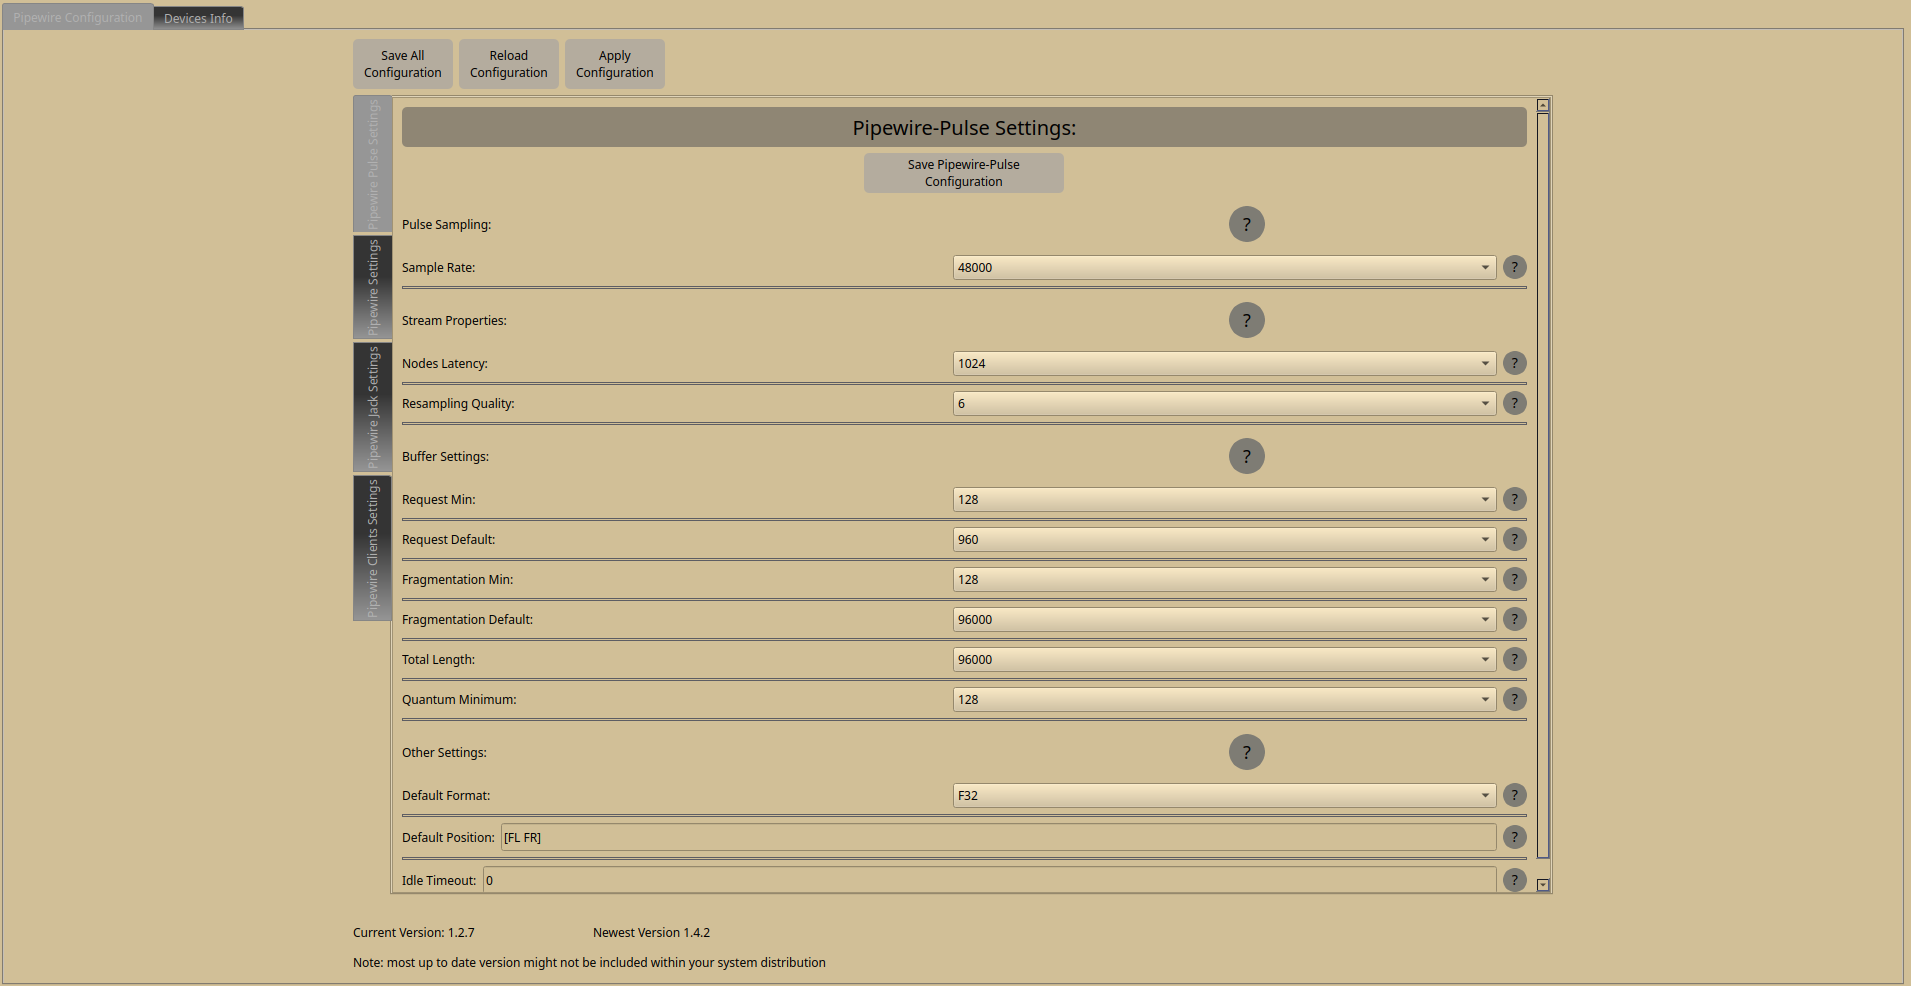 Pipewire Configuration
Devices Info
Save All
Configuration
Reload
Configuration
Apply
Configuration
Pipewire Pulse Settings
Pipewire Settings
Pipewire Jack Settings
Pipewire Clients Settings
Pipewire-Pulse Settings:
Save Pipewire-Pulse
Configuration
Pulse Sampling: ?
Sample Rate: 48000 ?
Stream Properties: ?
Nodes Latency: 1024 ?
Resampling Quality: 6 ?
Buffer Settings: ?
Request Min: 128 ?
Request Default: 960 ?
Fragmentation Min: 128 ?
Fragmentation Default: 96000 ?
Total Length: 96000 ?
Quantum Minimum: 128 ?
Other Settings: ?
Default Format: F32 ?
Default Position: [FL FR] ?
Idle Timeout: 0 ?
Current Version: 1.2.7 Newest Version 1.4.2
Note: most up to date version might not be included within your system distribution